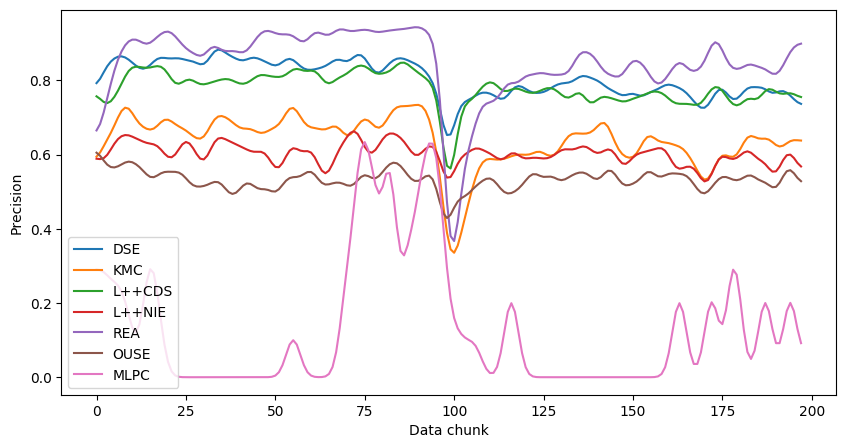 Precision
0.8
0.6
0.4
0.2
0.0
DSE
KMC
L++CDS
L++NIE
REA
OUSE
MLPC
0 25 50 75 100 125 150 175 200
Data chunk